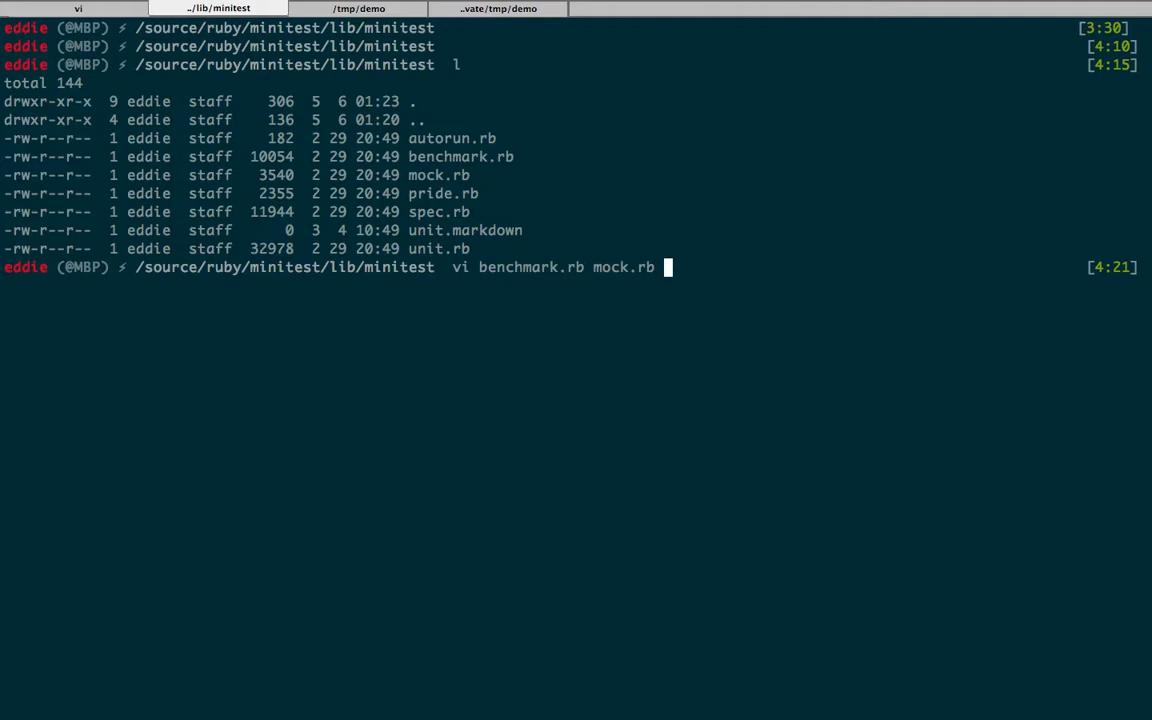 vi ../lib/minitest /tmp/demo ..vate/tmp/demo
eddie (@MBP) ⚡ /source/ruby/minitest/lib/minitest [3:30]
eddie (@MBP) ⚡ /source/ruby/minitest/lib/minitest [4:10]
eddie (@MBP) ⚡ /source/ruby/minitest/lib/minitest l [4:15]
total 144
drwxr-xr-x 9 eddie staff 306 5 6 01:23 .
drwxr-xr-x 4 eddie staff 136 5 6 01:20 ..
-rw-r--r-- 1 eddie staff 182 2 29 20:49 autorun.rb
-rw-r--r-- 1 eddie staff 10054 2 29 20:49 benchmark.rb
-rw-r--r-- 1 eddie staff 3540 2 29 20:49 mock.rb
-rw-r--r-- 1 eddie staff 2355 2 29 20:49 pride.rb
-rw-r--r-- 1 eddie staff 11944 2 29 20:49 spec.rb
-rw-r--r-- 1 eddie staff 0 3 4 10:49 unit.markdown
-rw-r--r-- 1 eddie staff 32978 2 29 20:49 unit.rb
eddie (@MBP) ⚡ /source/ruby/minitest/lib/minitest vi benchmark.rb mock.rb [4:21]